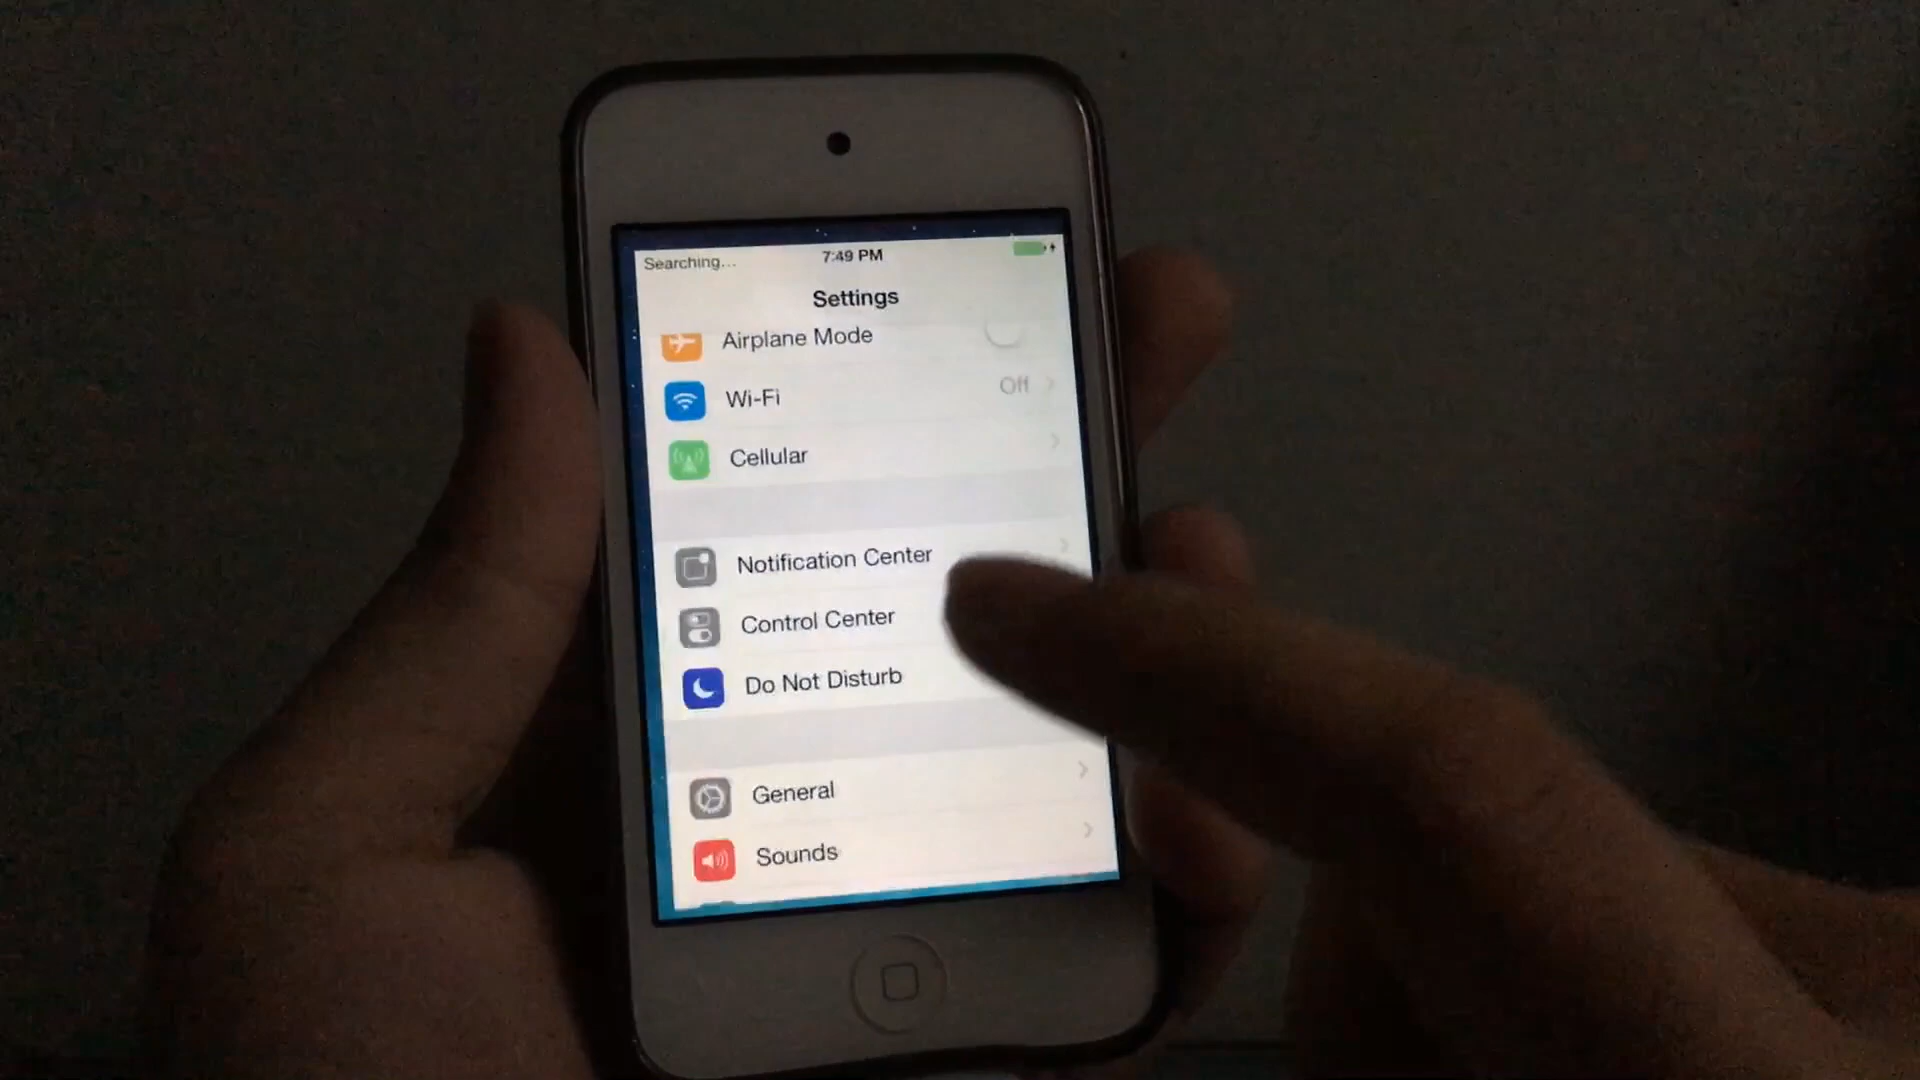 Searching...
7:49 PM
Settings
Airplane Mode
Wi-Fi
Off
Cellular
Notification Center
Control Center
Do Not Disturb
General
Sounds